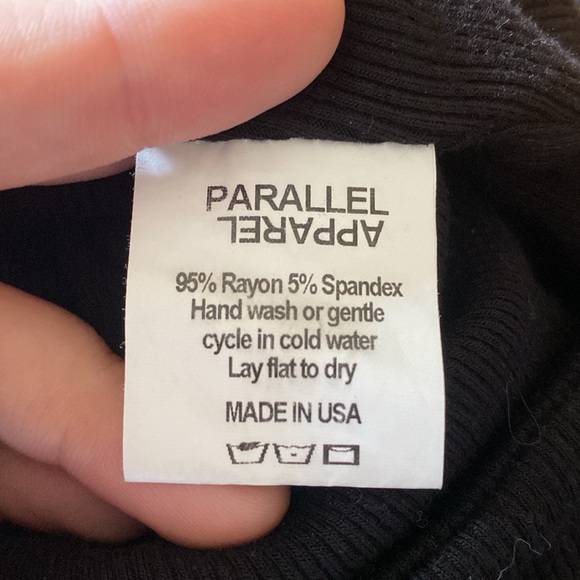 PARALLEL
APPAREL
95% Rayon 5% Spandex
Hand wash or gentle
cycle in cold water
Lay flat to dry
MADE IN USA